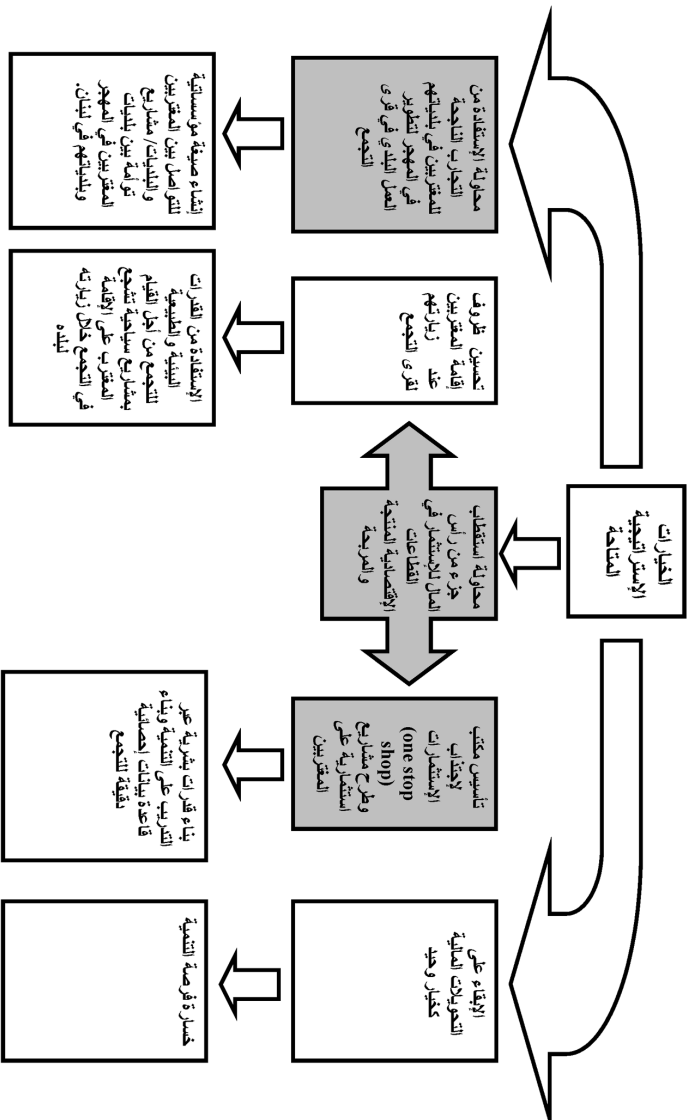 الخيارات
الإستراتيجية
المتاحة
الإبقاء على
التحويلات المالية
كخيار وحيد
تأسيس مكتب
لإجتذاب
الإستثمارات
(one stop
shop)
وطرح مشاريع
استثمارية على
المغتربين
محاولة استقطاب
جزء من رأس
المال للاستثمار في
القطاعات
الإقتصادية المنتجة
والمربحة
تحسين ظروف
إقامة المغتربين
عند زيارتهم
لقرى التجمع
محاولة الإستفادة من
التجارب الناجحة
للمغتربين في بلدياتهم
في المهجر لتطوير
العمل البلدي في قرى
التجمع
خسارة فرصة التنمية
بناء قدرات بشرية عبر
التدريب على التنمية وبناء
قاعدة بيانات إحصائية
دقيقة للتجمع
الإستفادة من القدرات
البيئية والطبيعية
للتجمع من أجل القيام
بمشاريع سياحية تشجع
المغترب على الإقامة
في التجمع خلال زيارته
لبلده
إنشاء صيغة مؤسساتية
للتواصل بين المغتربين
والبلديات/ مشاريع
توأمة بين بلديات
المغتربين في المهجر
وبلدياتهم في لبنان.